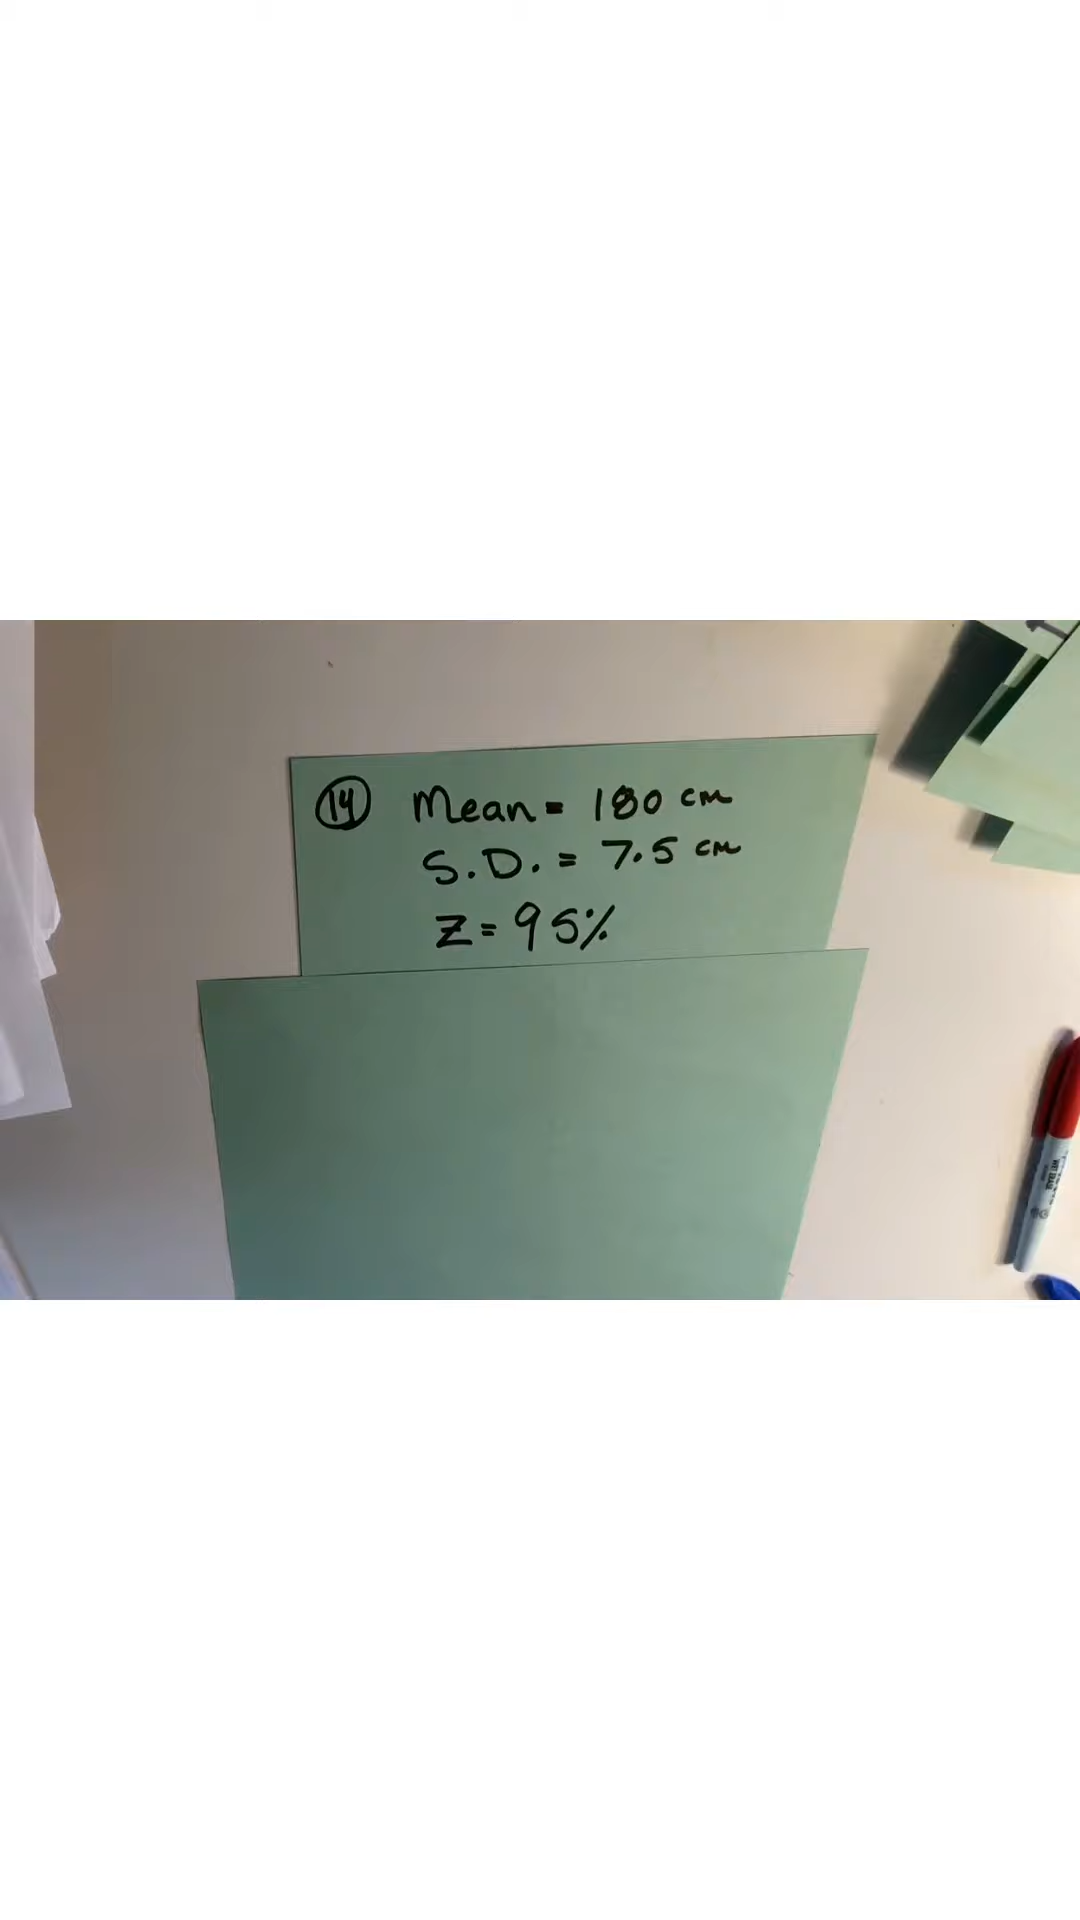 14 Mean = 180 cm
S.D. = 7.5 cm
Z = 95%